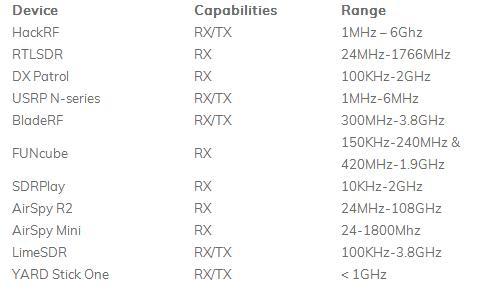 Device Capabilities Range
HackRF RX/TX 1MHz – 6Ghz
RTLSDR RX 24MHz-1766MHz
DX Patrol RX 100KHz-2GHz
USRP N-series RX/TX 1MHz-6MHz
BladeRF RX/TX 300MHz-3.8GHz
FUNcube RX 150KHz-240MHz &
420MHz-1.9GHz
SDRPlay RX 10KHz-2GHz
AirSpy R2 RX 24MHz-108GHz
AirSpy Mini RX 24-1800Mhz
LimeSDR RX/TX 100KHz-3.8GHz
YARD Stick One RX/TX < 1GHz